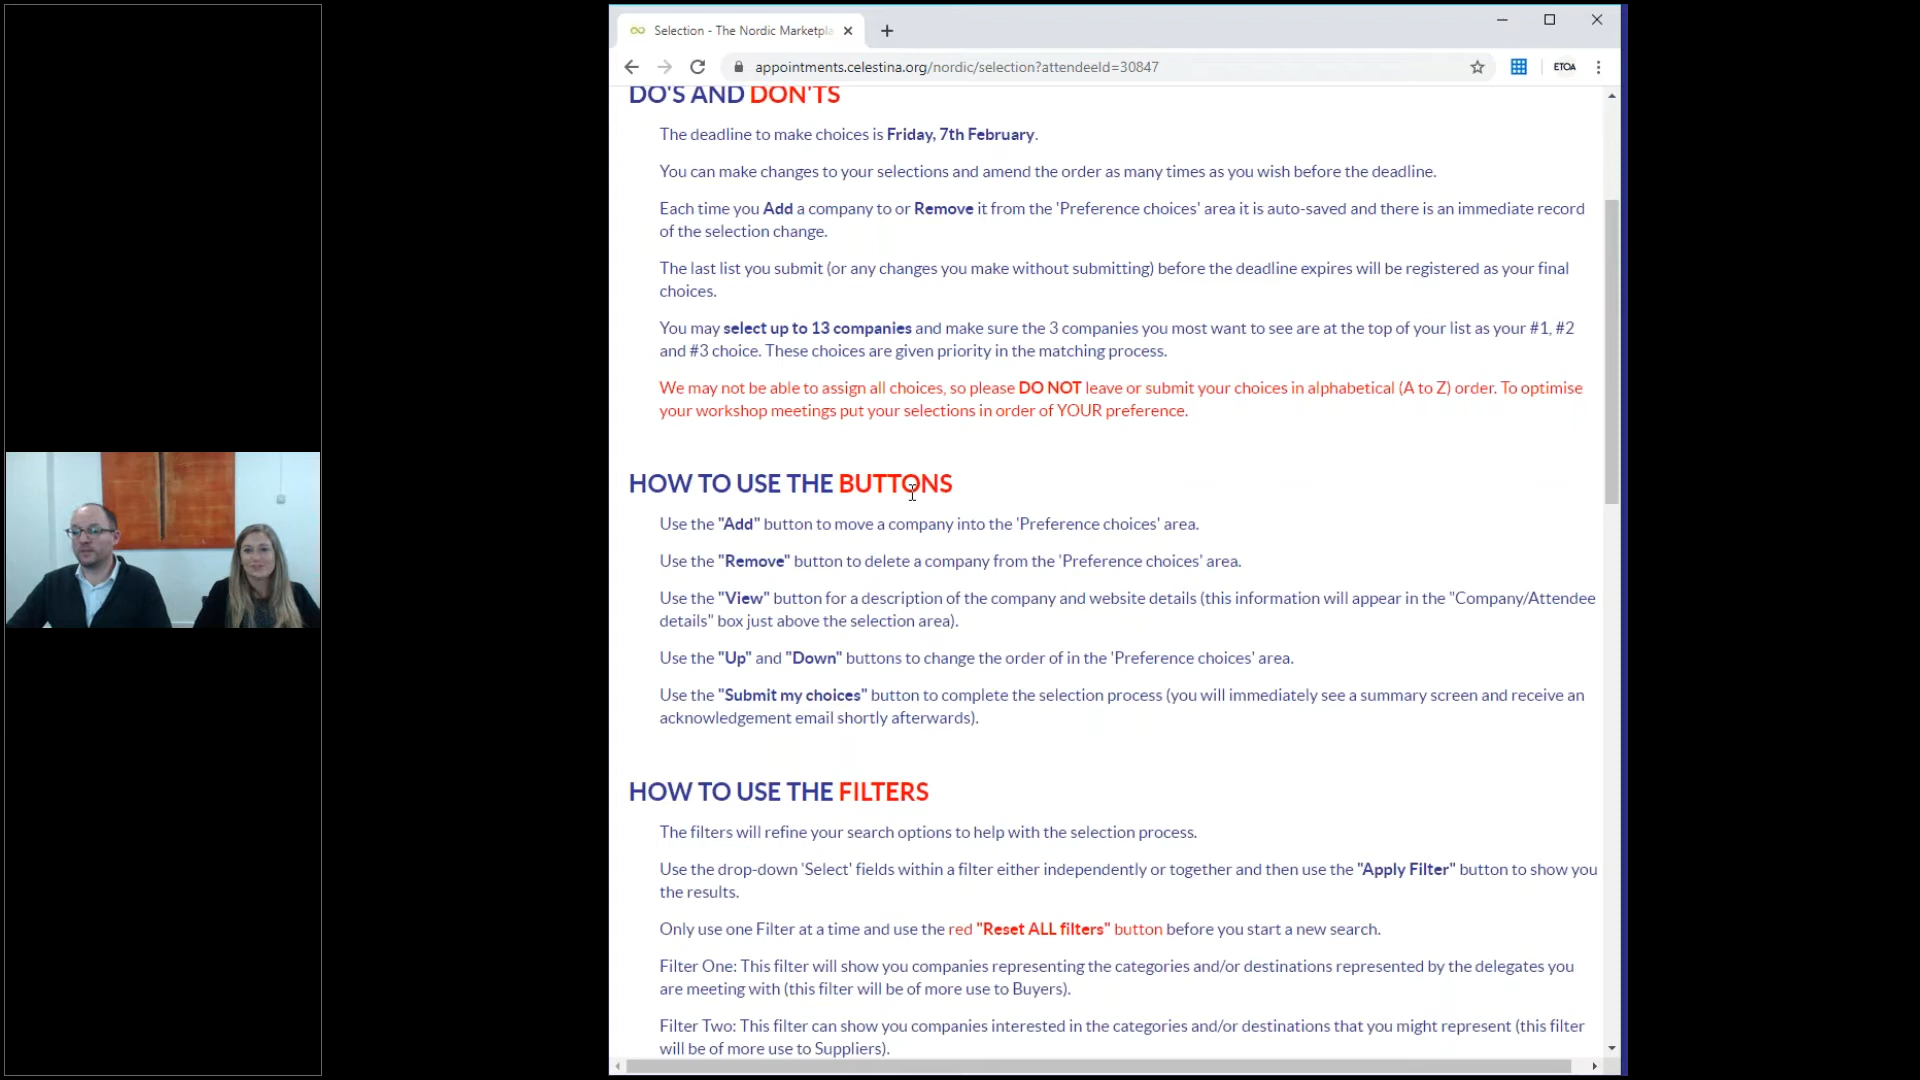 Selection - The Nordic Marketpla
appointments.celestina.org/nordic/selection?attendeeId=30847
ETOA
DO'S AND DON'TS
The deadline to make choices is Friday, 7th February.
You can make changes to your selections and amend the order as many times as you wish before the deadline.
Each time you Add a company to or Remove it from the 'Preference choices' area it is auto-saved and there is an immediate record
of the selection change.
The last list you submit (or any changes you make without submitting) before the deadline expires will be registered as your final
choices.
You may select up to 13 companies and make sure the 3 companies you most want to see are at the top of your list as your #1, #2
and #3 choice. These choices are given priority in the matching process.
We may not be able to assign all choices, so please DO NOT leave or submit your choices in alphabetical (A to Z) order. To optimise
your workshop meetings put your selections in order of YOUR preference.
HOW TO USE THE BUTTONS
Use the "Add" button to move a company into the 'Preference choices' area.
Use the "Remove" button to delete a company from the 'Preference choices' area.
Use the "View" button for a description of the company and website details (this information will appear in the "Company/Attendee
details" box just above the selection area).
Use the "Up" and "Down" buttons to change the order of in the 'Preference choices' area.
Use the "Submit my choices" button to complete the selection process (you will immediately see a summary screen and receive an
acknowledgement email shortly afterwards).
HOW TO USE THE FILTERS
The filters will refine your search options to help with the selection process.
Use the drop-down 'Select' fields within a filter either independently or together and then use the "Apply Filter" button to show you
the results.
Only use one Filter at a time and use the red "Reset ALL filters" button before you start a new search.
Filter One: This filter will show you companies representing the categories and/or destinations represented by the delegates you
are meeting with (this filter will be of more use to Buyers).
Filter Two: This filter can show you companies interested in the categories and/or destinations that you might represent (this filter
will be of more use to Suppliers).